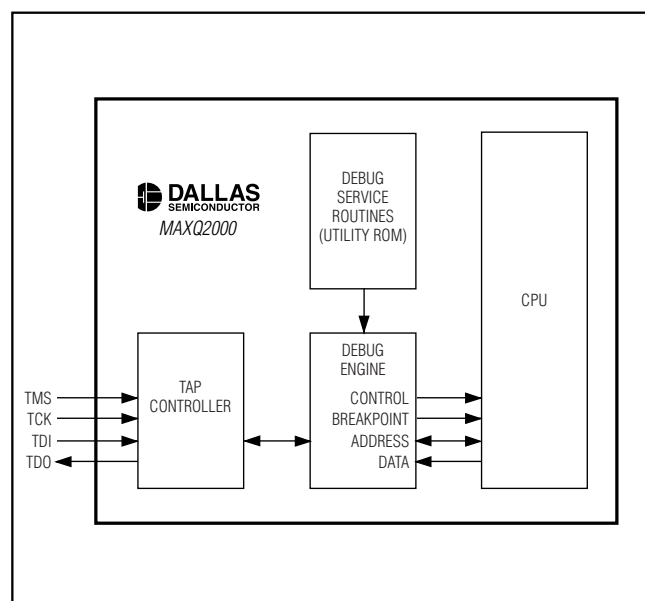 DALLAS
SEMICONDUCTOR
MAXQ2000
DEBUG
SERVICE
ROUTINES
(UTILITY ROM)
CPU
TAP
CONTROLLER
DEBUG
ENGINE
CONTROL
BREAKPOINT
ADDRESS
DATA
TMS
TCK
TDI
TDO